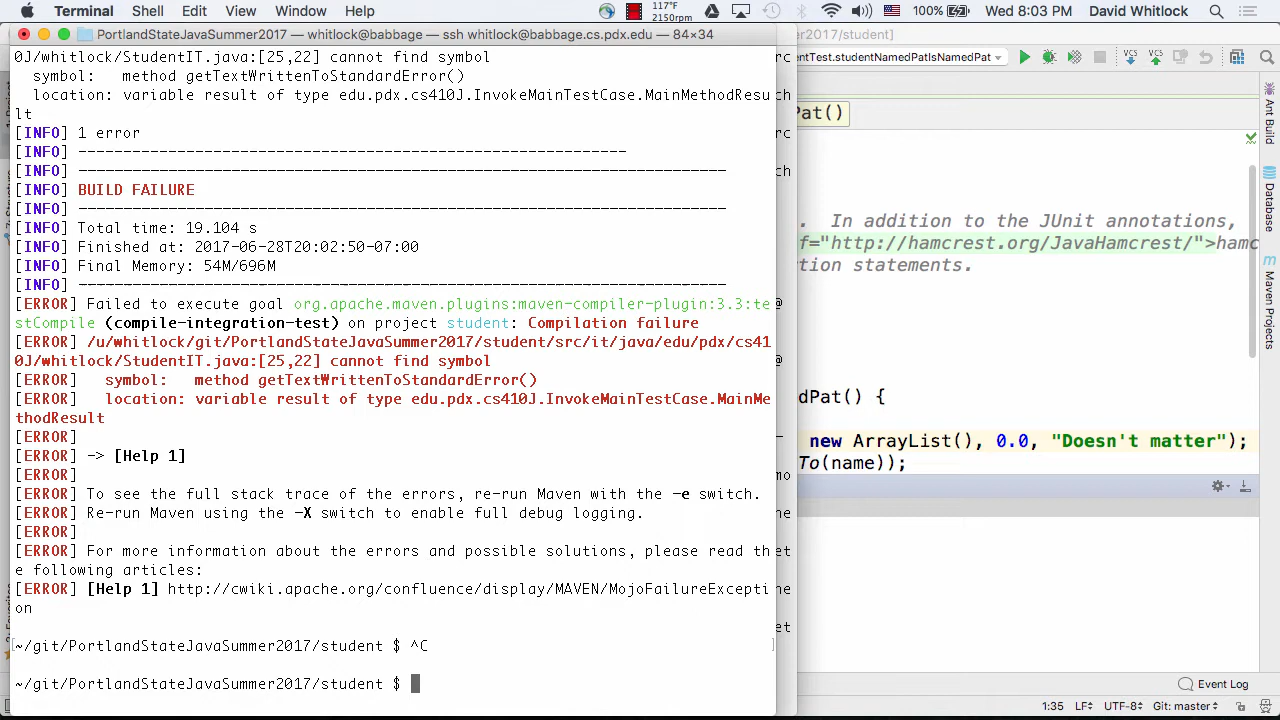 Terminal Shell Edit View Window Help 117°F 2150rpm 100% Wed 8:03 PM David Whitlock
PortlandStateJavaSummer2017 — whitlock@babbage — ssh whitlock@babbage.cs.pdx.edu — 84×34
0J/whitlock/StudentIT.java:[25,22] cannot find symbol
symbol: method getTextWrittenToStandardError()
location: variable result of type edu.pdx.cs410J.InvokeMainTestCase.MainMethodResu
lt
[INFO] 1 error
[INFO] -------------------------------------------------------------
[INFO] ------------------------------------------------------------------------
[INFO] BUILD FAILURE
[INFO] ------------------------------------------------------------------------
[INFO] Total time: 19.104 s
[INFO] Finished at: 2017-06-28T20:02:50-07:00
[INFO] Final Memory: 54M/696M
[INFO] ------------------------------------------------------------------------
[ERROR] Failed to execute goal org.apache.maven.plugins:maven-compiler-plugin:3.3:te
stCompile (compile-integration-test) on project student: Compilation failure
[ERROR] /u/whitlock/git/PortlandStateJavaSummer2017/student/src/it/java/edu/pdx/cs41
0J/whitlock/StudentIT.java:[25,22] cannot find symbol
[ERROR] symbol: method getTextWrittenToStandardError()
[ERROR] location: variable result of type edu.pdx.cs410J.InvokeMainTestCase.MainMe
thodResult
[ERROR]
[ERROR] -> [Help 1]
[ERROR]
[ERROR] To see the full stack trace of the errors, re-run Maven with the -e switch.
[ERROR] Re-run Maven using the -X switch to enable full debug logging.
[ERROR]
[ERROR] For more information about the errors and possible solutions, please read th
e following articles:
[ERROR] [Help 1] http://cwiki.apache.org/confluence/display/MAVEN/MojoFailureExcepti
on
~/git/PortlandStateJavaSummer2017/student $ ^C
~/git/PortlandStateJavaSummer2017/student $
2017/student]
ntTest.studentNamedPatIsNamedPat
VCS VCS
Pat()
. In addition to the JUnit annotations,
f="http://hamcrest.org/JavaHamcrest/">hamc
tion statements.
dPat() {
new ArrayList(), 0.0, "Doesn't matter");
To(name));
Ant Build
Database
Maven Projects
Event Log
1:35 LF÷ UTF-8÷ Git: master÷